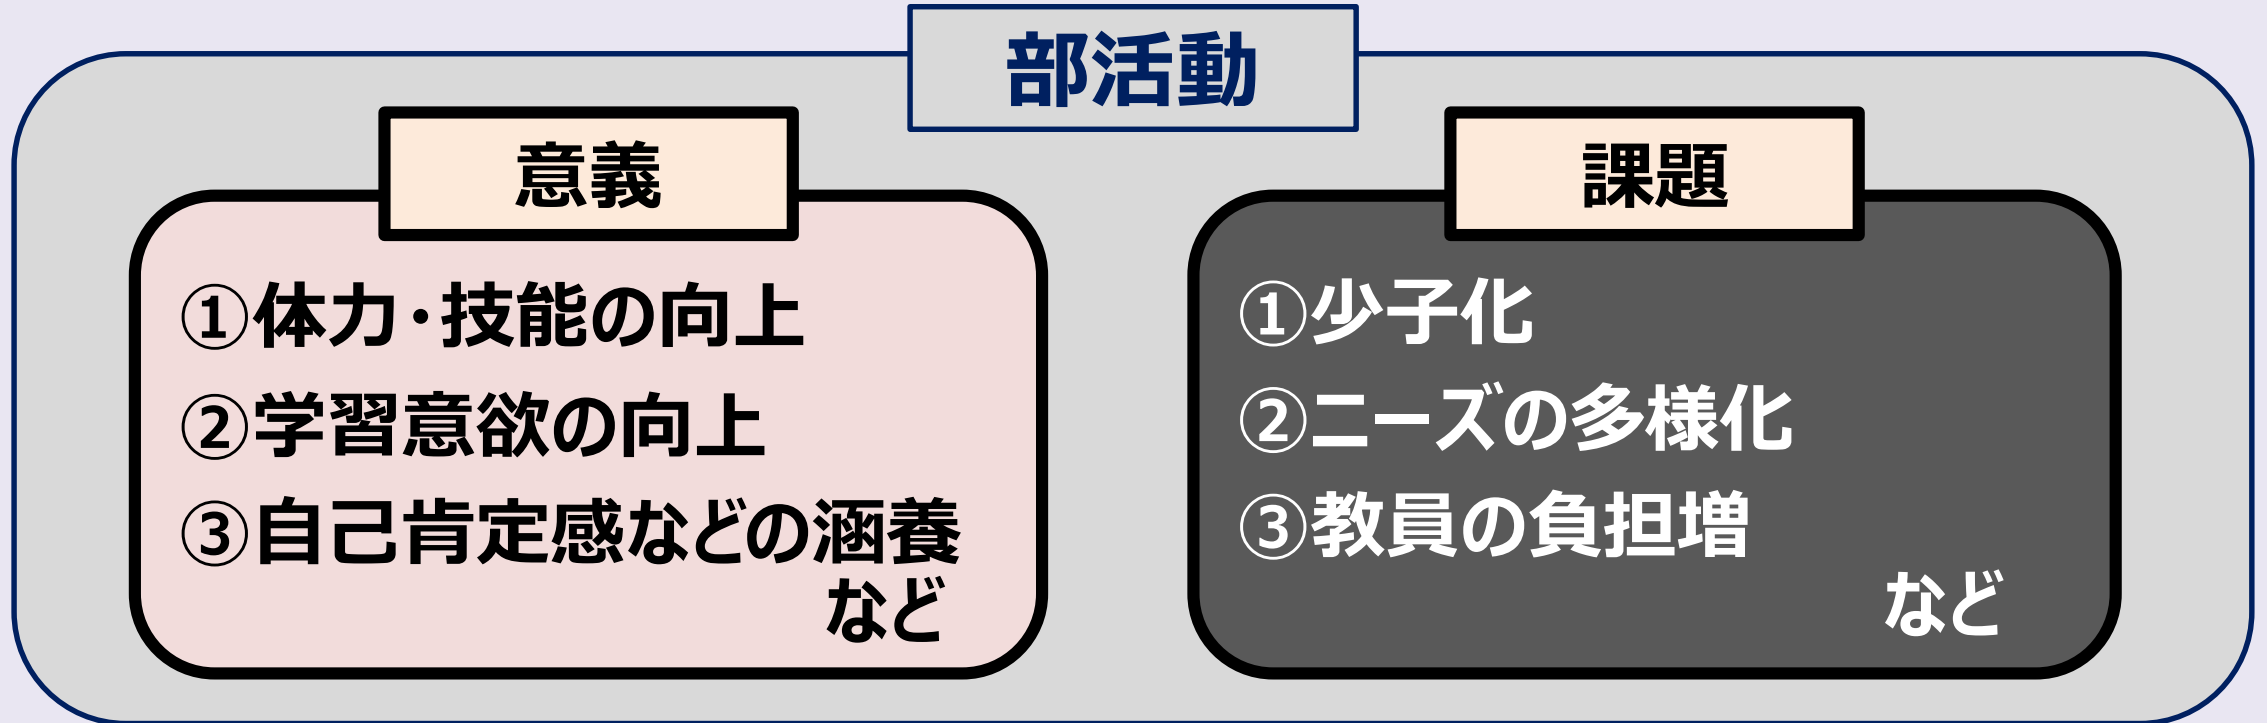 部活動
意義
①体力・技能の向上
②学習意欲の向上
③自己肯定感などの涵養
など
課題
①少子化
②ニーズの多様化
③教員の負担増
など